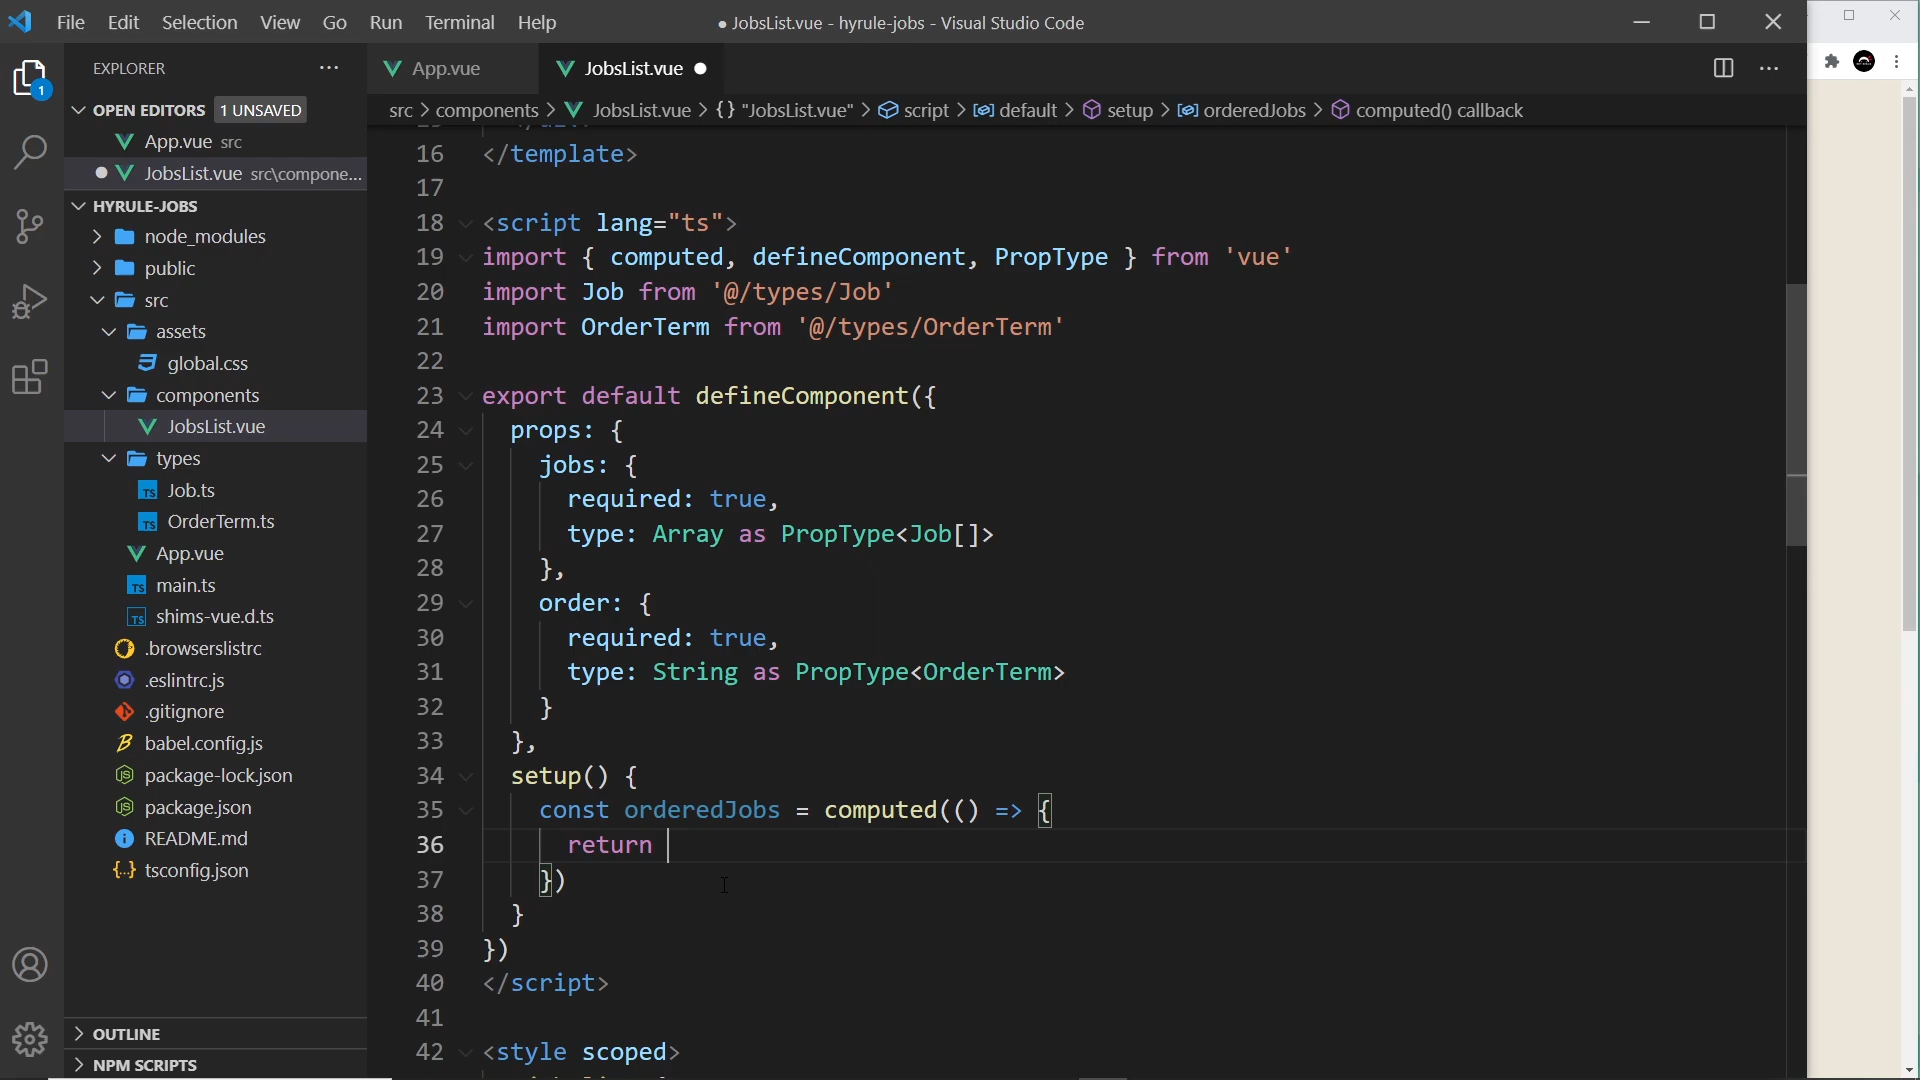 File Edit Selection View Go Run Terminal Help
● JobsList.vue - hyrule-jobs - Visual Studio Code
EXPLORER
OPEN EDITORS 1 UNSAVED
App.vue src
JobsList.vue src\compone...
HYRULE-JOBS
node_modules
public
src
assets
global.css
components
JobsList.vue
types
Job.ts
OrderTerm.ts
App.vue
main.ts
shims-vue.d.ts
.browserslistrc
.eslintrc.js
.gitignore
babel.config.js
package-lock.json
package.json
README.md
tsconfig.json
OUTLINE
NPM SCRIPTS
1
App.vue
JobsList.vue
src > components > JobsList.vue > {} "JobsList.vue" > script > default > setup > orderedJobs > computed() callback
16 </template>
17
18 <script lang="ts">
19 import { computed, defineComponent, PropType } from 'vue'
20 import Job from '@/types/Job'
21 import OrderTerm from '@/types/OrderTerm'
22
23 export default defineComponent({
24 props: {
25 jobs: {
26 required: true,
27 type: Array as PropType<Job[]>
28 },
29 order: {
30 required: true,
31 type: String as PropType<OrderTerm>
32 }
33 },
34 setup() {
35 const orderedJobs = computed(() => {
36 return
37 })
38 }
39 })
40 </script>
41
42 <style scoped>